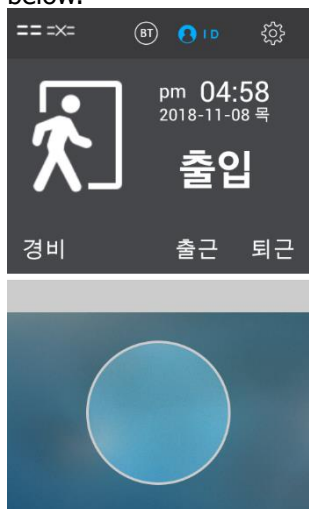 below.
== =X=
BT
ID
pm 04:58
2018-11-08 목
출입
경비 출근 퇴근